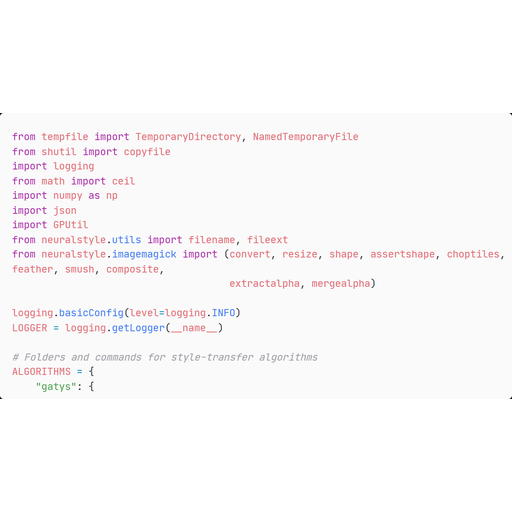 from tempfile import TemporaryDirectory, NamedTemporaryFile
from shutil import copyfile
import logging
from math import ceil
import numpy as np
import json
import GPUtil
from neuralstyle.utils import filename, fileext
from neuralstyle.imagemagick import (convert, resize, shape, assertshape, choptiles,
feather, smush, composite,
                                     extractalpha, mergealpha)

logging.basicConfig(level=logging.INFO)
LOGGER = logging.getLogger(__name__)

# Folders and commands for style-transfer algorithms
ALGORITHMS = {
    "gatys": {